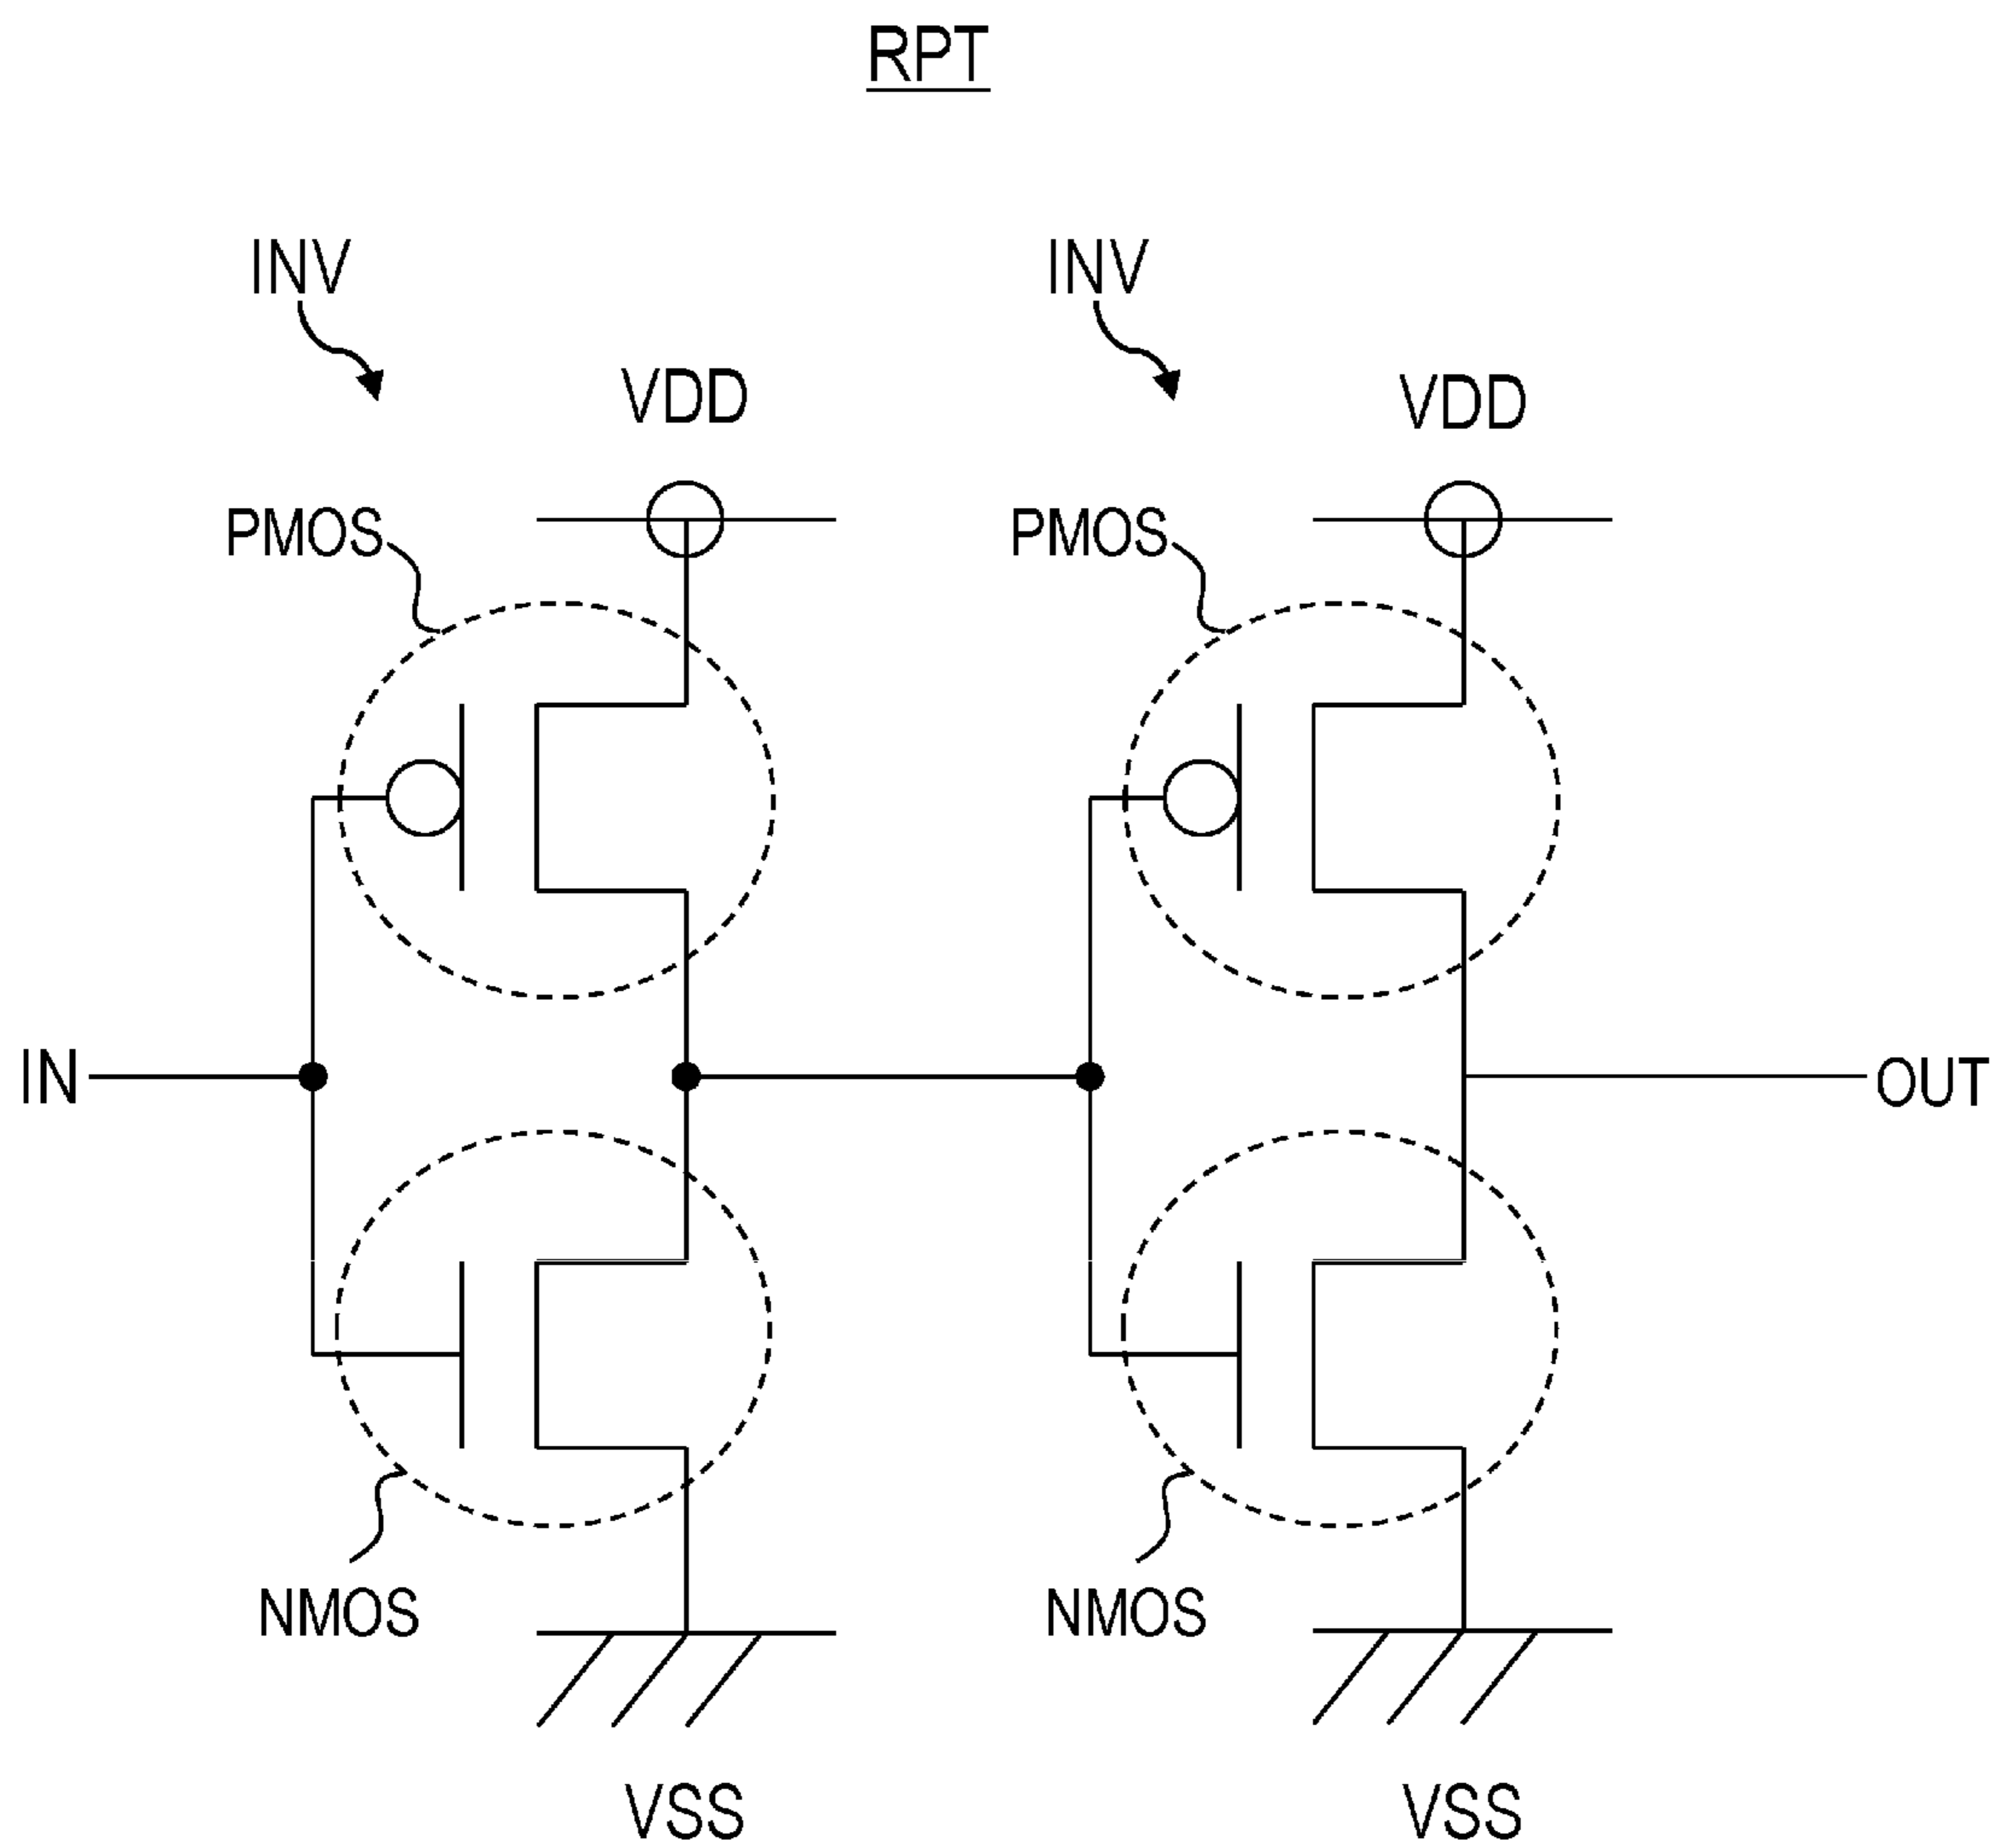 RPT
INV
INV
VDD
VDD
PMOS
PMOS
IN
OUT
NMOS
NMOS
VSS
VSS